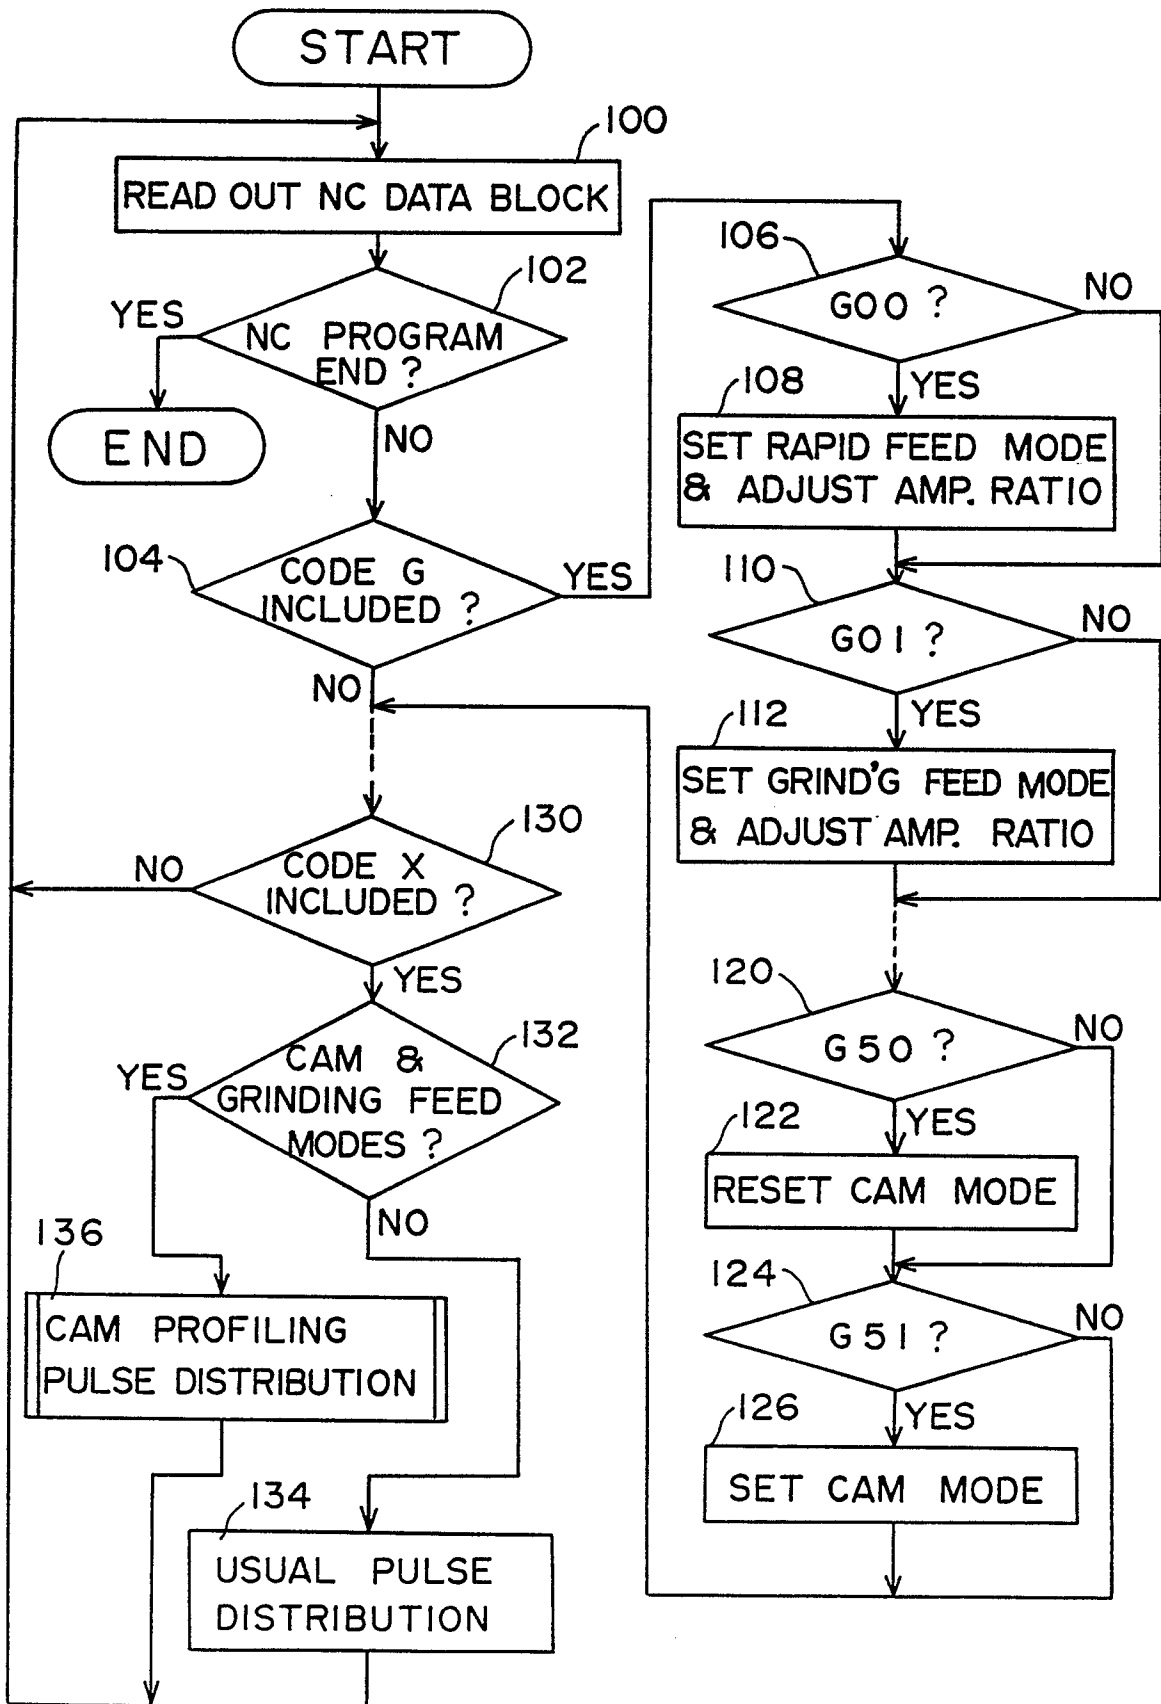 START
100
READ OUT NC DATA BLOCK
102
YES
NC PROGRAM
END ?
END
NO
104
CODE G
INCLUDED ?
YES
NO
130
CODE X
INCLUDED ?
NO
YES
132
CAM &
GRINDING FEED
MODES ?
YES
NO
136
CAM PROFILING
PULSE DISTRIBUTION
134
USUAL PULSE
DISTRIBUTION
106
G00 ?
NO
YES
108
SET RAPID FEED MODE
& ADJUST AMP. RATIO
110
G01 ?
NO
YES
112
SET GRIND'G FEED MODE
& ADJUST AMP. RATIO
120
G50 ?
NO
YES
122
RESET CAM MODE
124
G51 ?
NO
YES
126
SET CAM MODE